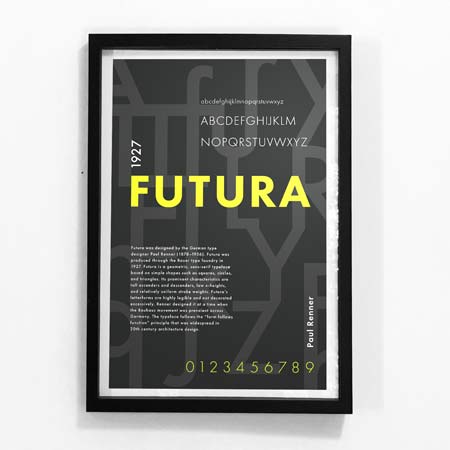 abcdefghijklmnopqrstuvwxyz
ABCDEFGHIJKLM
NOPQRSTUVWXYZ
1927
FUTURA
Futura was designed by the German type
designer Paul Renner (1878–1956). Futura was
produced through the Bauer type foundry in
1927. Futura is a geometric, sans-serif typeface
based on simple shapes such as squares, circles,
and triangles. Its prominent characteristics are
tall ascenders and descenders, low x-heights,
and relatively uniform stroke weights. Futura's
letterforms are highly legible and not decorated
excessively. Renner designed it at a time when
the Bauhaus movement was prevalent across
Germany. The typeface follows the "form follows
function" principle that was widespread in
20th century architecture design.
Paul Renner
0123456789